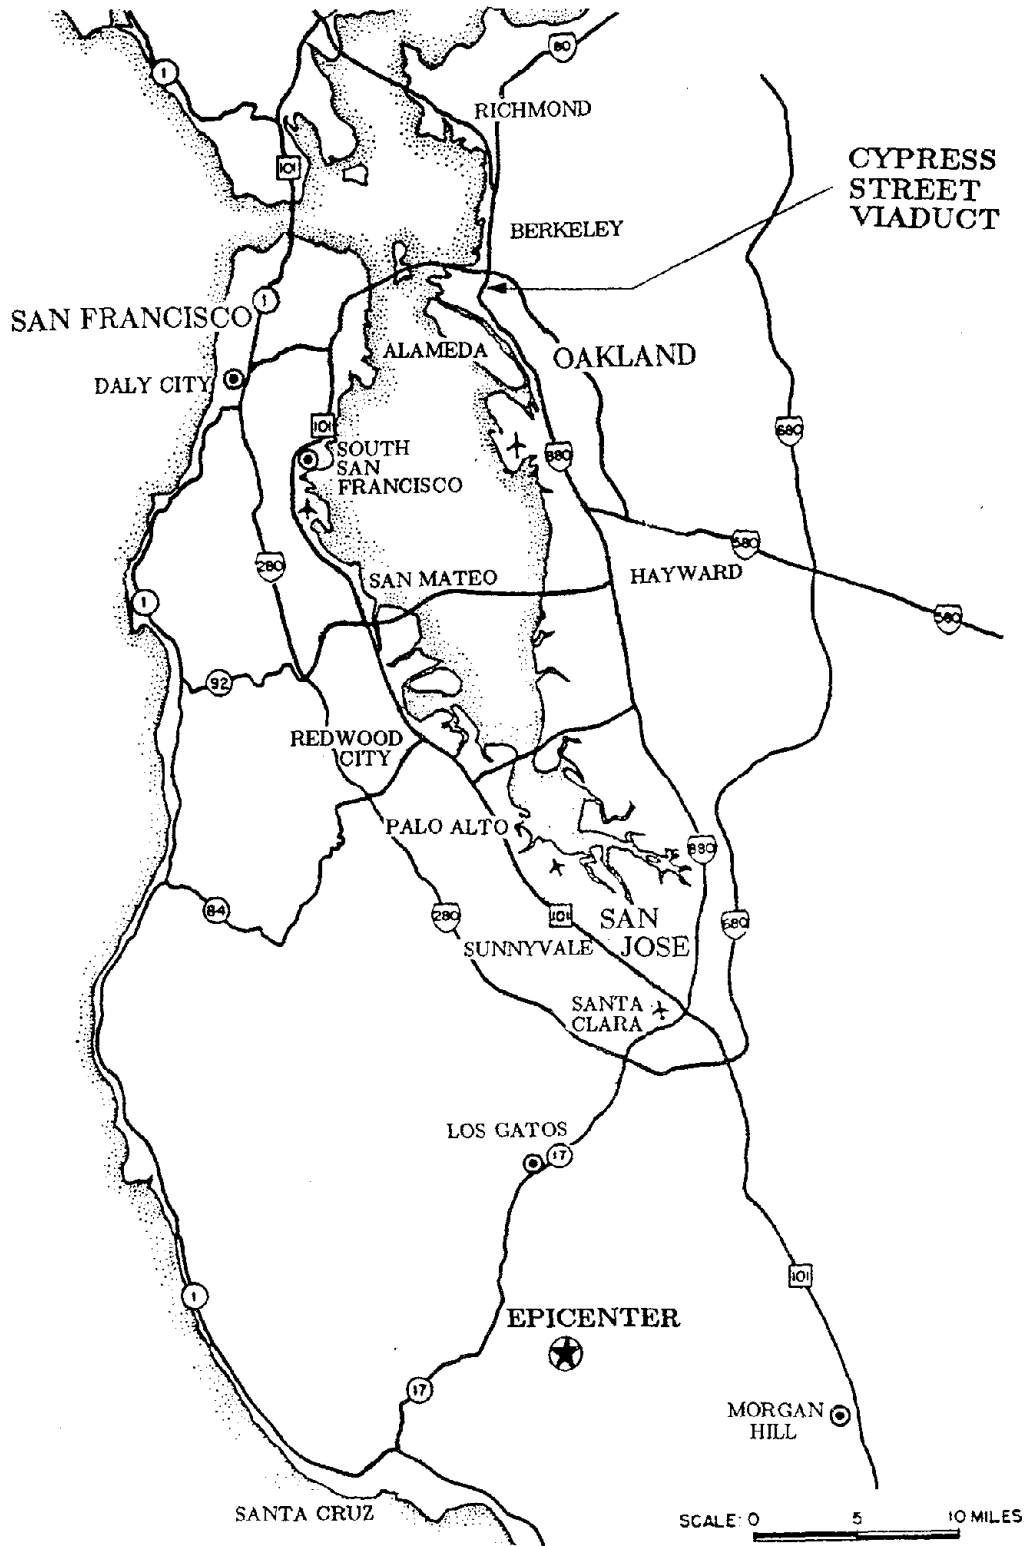 80
1
RICHMOND
101
CYPRESS
STREET
VIADUCT
BERKELEY
1
SAN FRANCISCO
ALAMEDA
OAKLAND
DALY CITY
101
680
SOUTH
SAN
FRANCISCO
880
580
280
SAN MATEO
HAYWARD
1
580
92
REDWOOD
CITY
PALO ALTO
880
84
280
101
SAN
JOSE
680
SUNNYVALE
SANTA
CLARA
LOS GATOS
17
101
1
EPICENTER
17
MORGAN
HILL
SANTA CRUZ
SCALE: 0 5 10 MILES